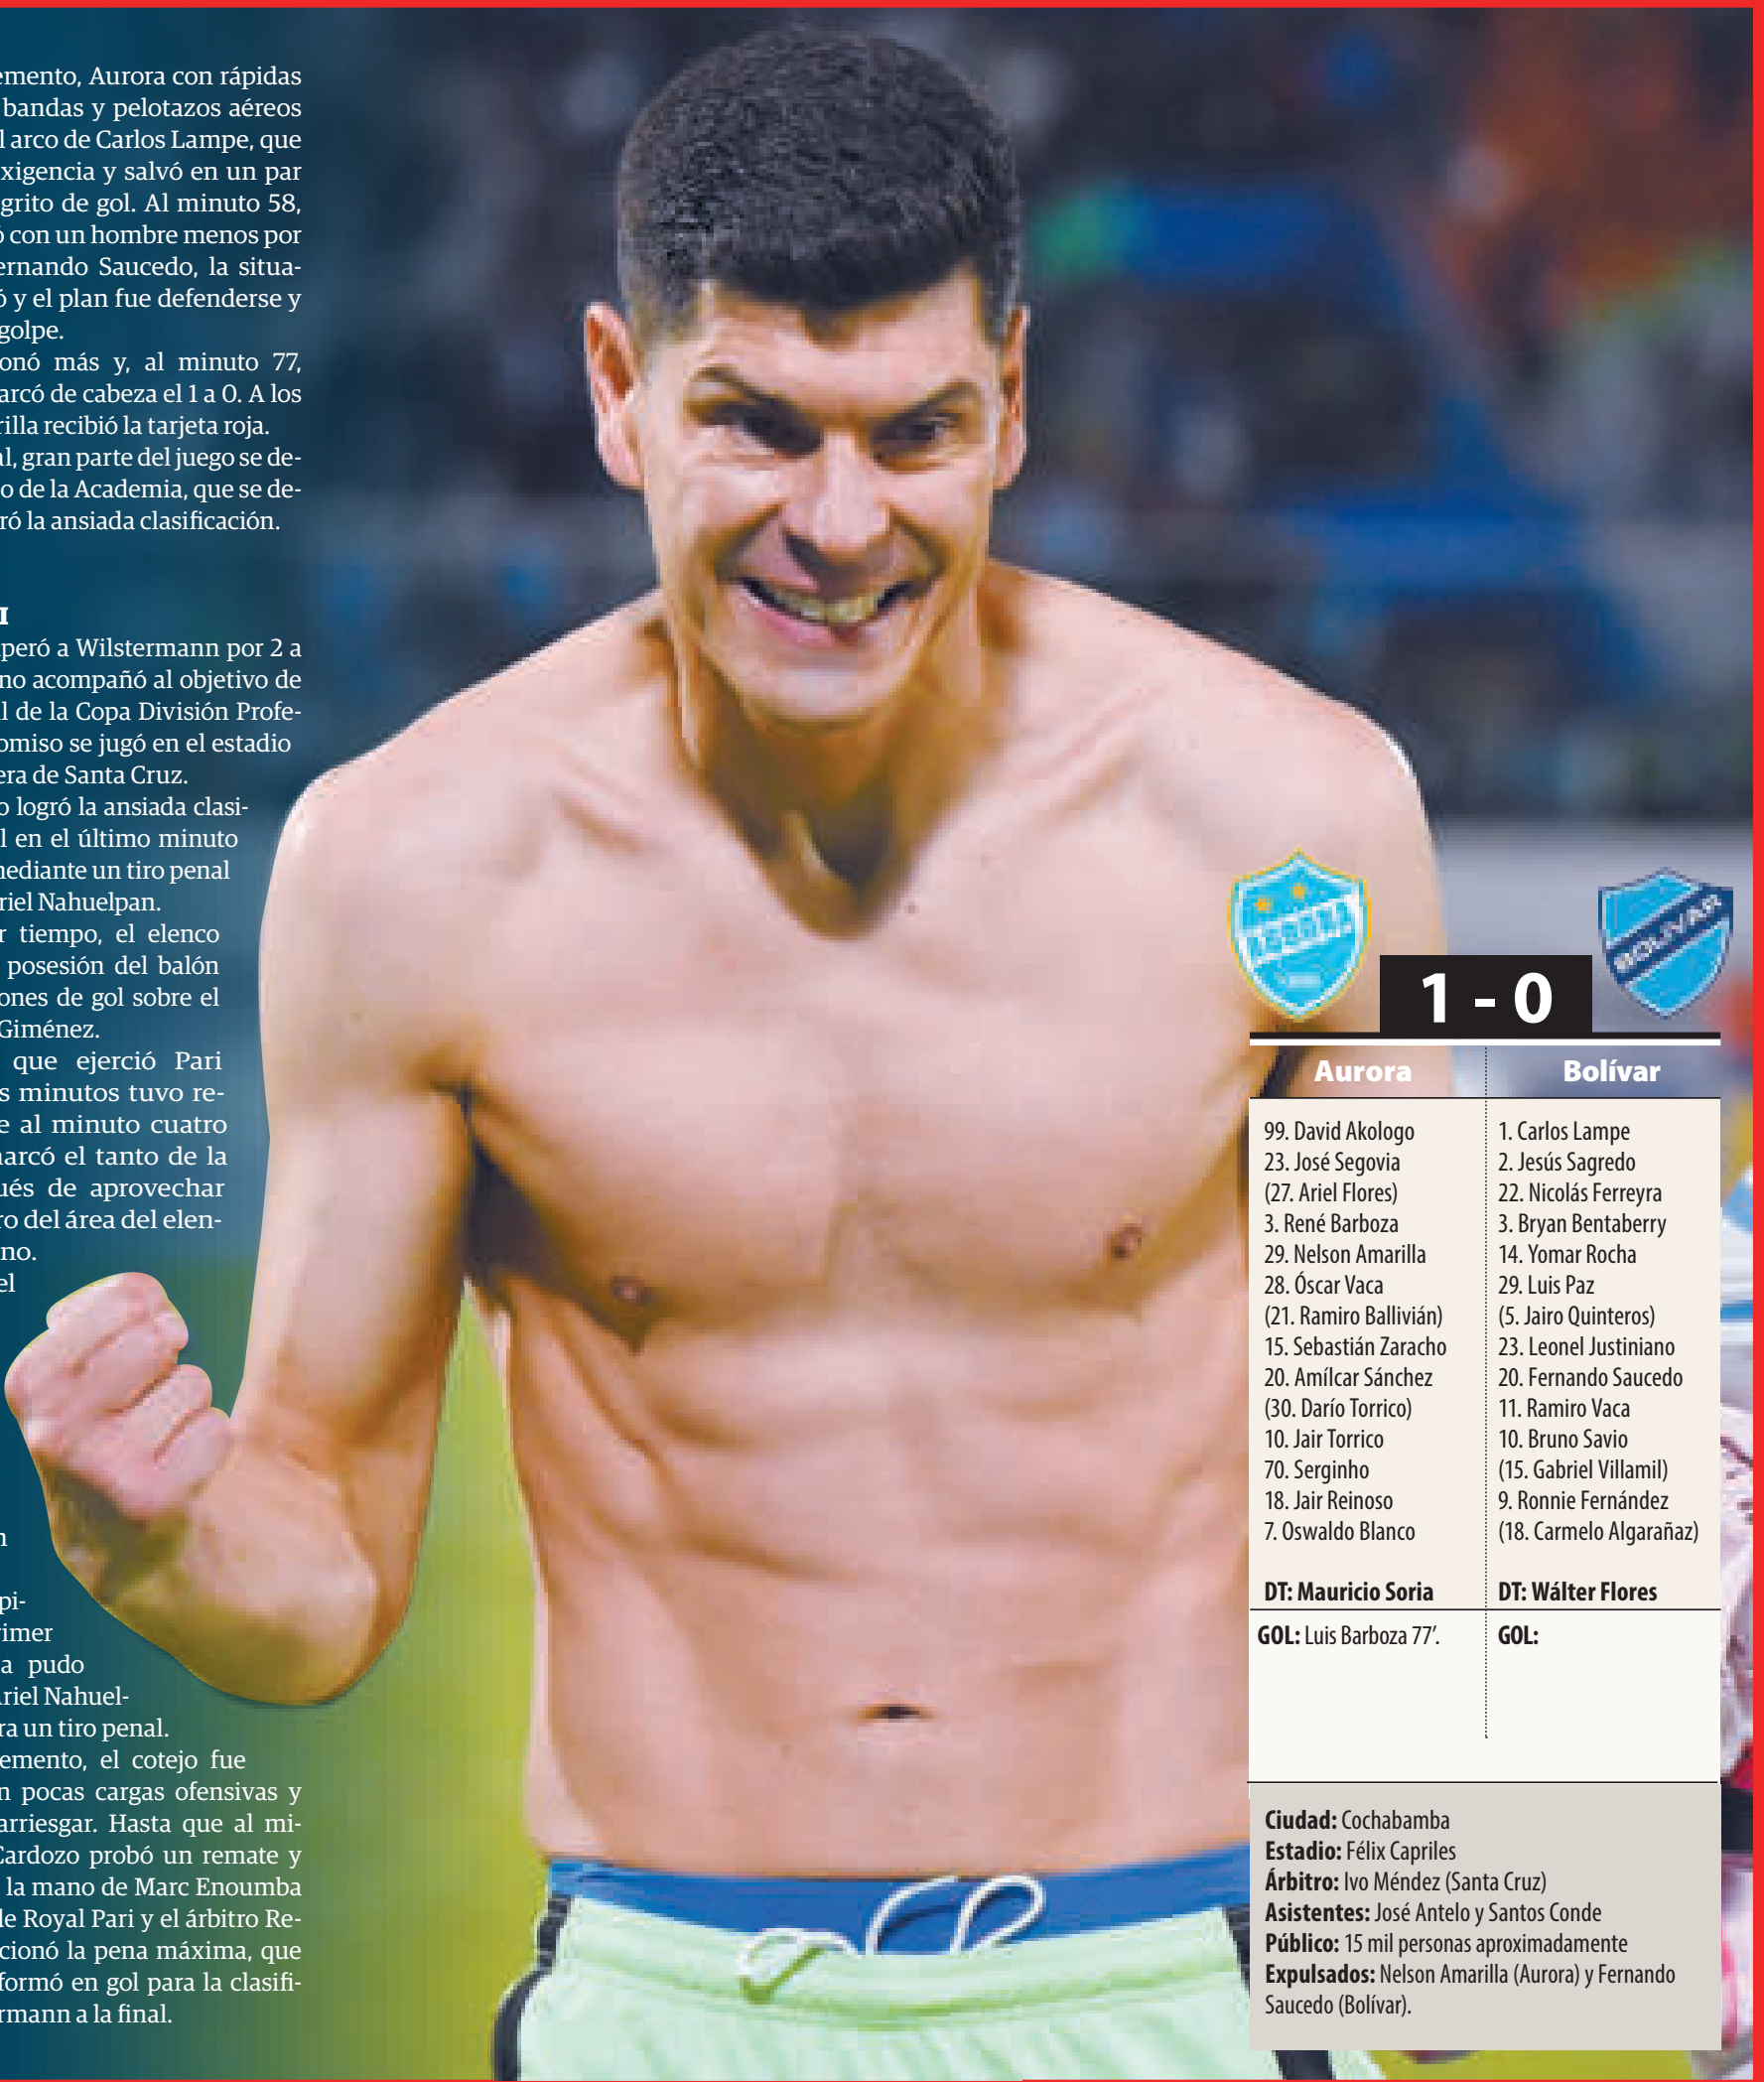 emento, Aurora con rápidas
bandas y pelotazos aéreos
l arco de Carlos Lampe, que
xigencia y salvó en un par
grito de gol. Al minuto 58,
ó con un hombre menos por
ernando Saucedo, la situa-
ó y el plan fue defenderse y
golpe.
onó más y, al minuto 77,
arcó de cabeza el 1 a 0. A los
rilla recibió la tarjeta roja.
al, gran parte del juego se de-
o de la Academia, que se de-
ró la ansiada clasificación.
I
peró a Wilstermann por 2 a
no acompañó al objetivo de
l de la Copa División Profe-
omiso se jugó en el estadio
era de Santa Cruz.
o logró la ansiada clasi-
l en el último minuto
mediante un tiro penal
riel Nahuelpan.
r tiempo, el elenco
posesión del balón
ones de gol sobre el
Giménez.
que ejerció Pari
s minutos tuvo re-
e al minuto cuatro
narcó el tanto de la
ués de aprovechar
ro del área del elen-
no.
el
n
pi-
imer
a pudo
Ariel Nahuel-
ra un tiro penal.
emento, el cotejo fue
n pocas cargas ofensivas y
arriesgar. Hasta que al mi-
Cardozo probó un remate y
la mano de Marc Enoumba
de Royal Pari y el árbitro Re-
cionó la pena máxima, que
formó en gol para la clasifi-
rmann a la final.
AURORA
BOLIVAR
1 - 0
Aurora
99. David Akologo
23. José Segovia
(27. Ariel Flores)
3. René Barboza
29. Nelson Amarilla
28. Óscar Vaca
(21. Ramiro Ballivián)
15. Sebastián Zaracho
20. Amílcar Sánchez
(30. Darío Torrico)
10. Jair Torrico
70. Serginho
18. Jair Reinoso
7. Oswaldo Blanco
DT: Mauricio Soria
GOL: Luis Barboza 77’.
Bolívar
1. Carlos Lampe
2. Jesús Sagredo
22. Nicolás Ferreyra
3. Bryan Bentaberry
14. Yomar Rocha
29. Luis Paz
(5. Jairo Quinteros)
23. Leonel Justiniano
20. Fernando Saucedo
11. Ramiro Vaca
10. Bruno Savio
(15. Gabriel Villamil)
9. Ronnie Fernández
(18. Carmelo Algarañaz)
DT: Wálter Flores
GOL:
Ciudad: Cochabamba
Estadio: Félix Capriles
Árbitro: Ivo Méndez (Santa Cruz)
Asistentes: José Antelo y Santos Conde
Público: 15 mil personas aproximadamente
Expulsados: Nelson Amarilla (Aurora) y Fernando
Saucedo (Bolívar).